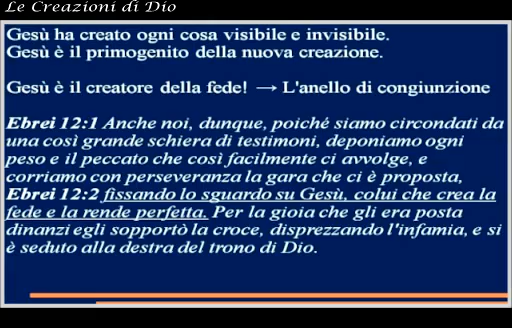 Le Creazioni di Dio
Gesù ha creato ogni cosa visibile e invisibile.
Gesù è il primogenito della nuova creazione.
Gesù è il creatore della fede! → L'anello di congiunzione
Ebrei 12:1 Anche noi, dunque, poiché siamo circondati da
una così grande schiera di testimoni, deponiamo ogni
peso e il peccato che così facilmente ci avvolge, e
corriamo con perseveranza la gara che ci è proposta,
Ebrei 12:2 fissando lo sguardo su Gesù, colui che crea la
fede e la rende perfetta. Per la gioia che gli era posta
dinanzi egli sopportò la croce, disprezzando l'infamia, e si
è seduto alla destra del trono di Dio.